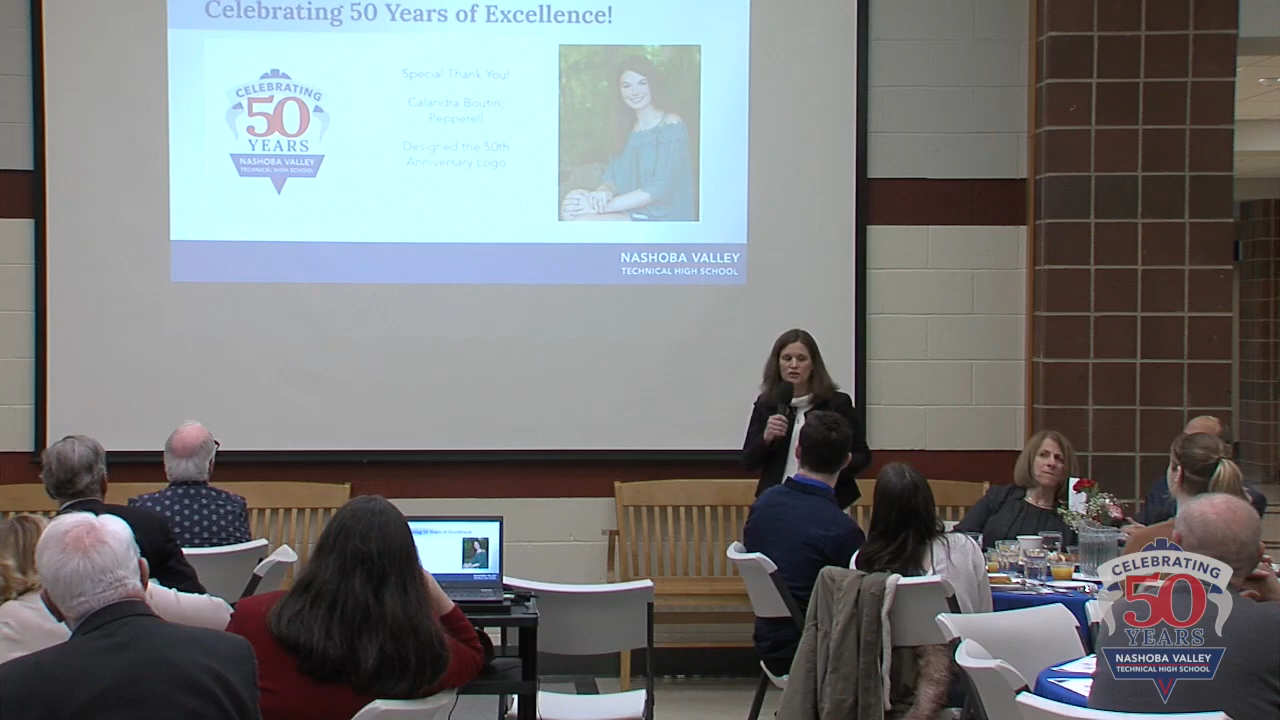 Celebrating 50 Years of Excellence!
CELEBRATING
50
YEARS
NASHOBA VALLEY
TECHNICAL HIGH SCHOOL
Special Thank You!
Calandra Boutin,
Pepperell
Designed the 50th
Anniversary Logo
NASHOBA VALLEY
TECHNICAL HIGH SCHOOL
CELEBRATING
50
YEARS
NASHOBA VALLEY
TECHNICAL HIGH SCHOOL